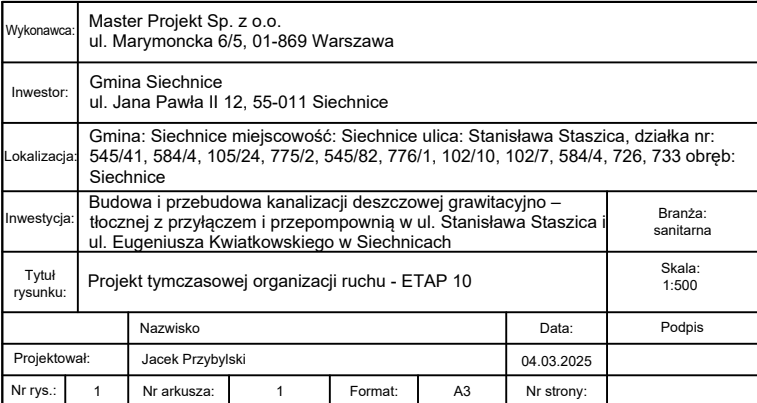 Wykonawca:
Master Projekt Sp. z o.o.
ul. Marymoncka 6/5, 01-869 Warszawa
Inwestor:
Gmina Siechnice
ul. Jana Pawła II 12, 55-011 Siechnice
Lokalizacja:
Gmina: Siechnice miejscowość: Siechnice ulica: Stanisława Staszica, działka nr:
545/41, 584/4, 105/24, 775/2, 545/82, 776/1, 102/10, 102/7, 584/4, 726, 733 obręb:
Siechnice
Inwestycja:
Budowa i przebudowa kanalizacji deszczowej grawitacyjno –
tłocznej z przyłączem i przepompownią w ul. Stanisława Staszica i
ul. Eugeniusza Kwiatkowskiego w Siechnicach
Branża:
sanitarna
Tytuł
rysunku:
Projekt tymczasowej organizacji ruchu - ETAP 10
Skala:
1:500
Nazwisko Data: Podpis
Projektował: Jacek Przybylski 04.03.2025
Nr rys.: 1 Nr arkusza: 1 Format: A3 Nr strony: